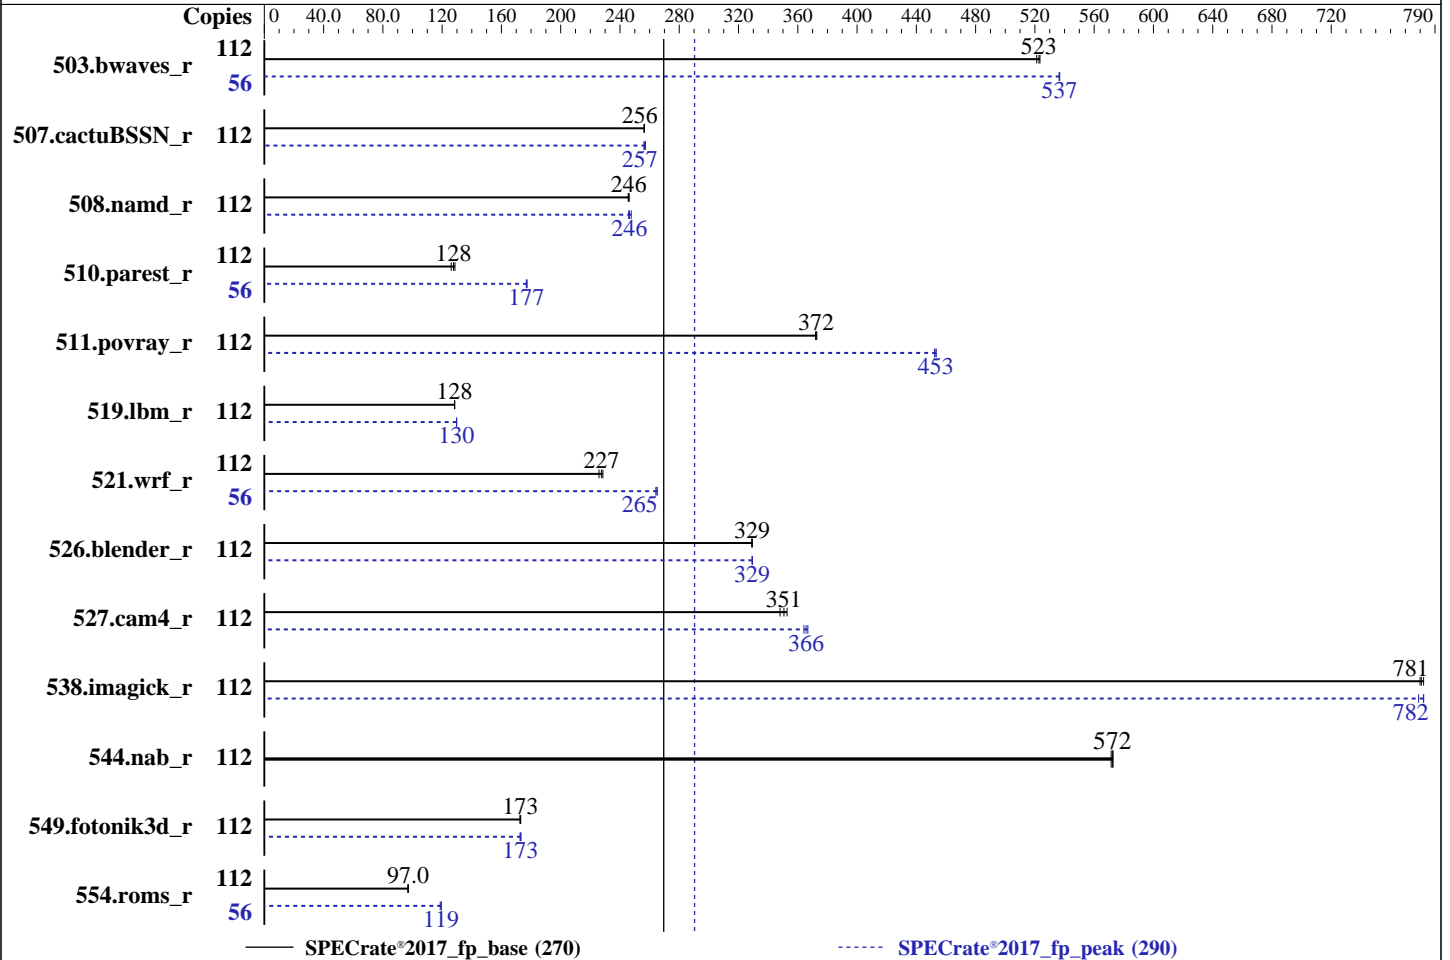 Copies 0 40.0 80.0 120 160 200 240 280 320 360 400 440 480 520 560 600 640 680 720 790
503.bwaves_r 112 523
56 537
507.cactuBSSN_r 112 256
257
508.namd_r 112 246
246
510.parest_r 112 128
56 177
511.povray_r 112 372
453
519.lbm_r 112 128
130
521.wrf_r 112 227
56 265
526.blender_r 112 329
329
527.cam4_r 112 351
366
538.imagick_r 112 781
782
544.nab_r 112 572
549.fotonik3d_r 112 173
173
554.roms_r 112 97.0
56 119
SPECrate®2017_fp_base (270) SPECrate®2017_fp_peak (290)